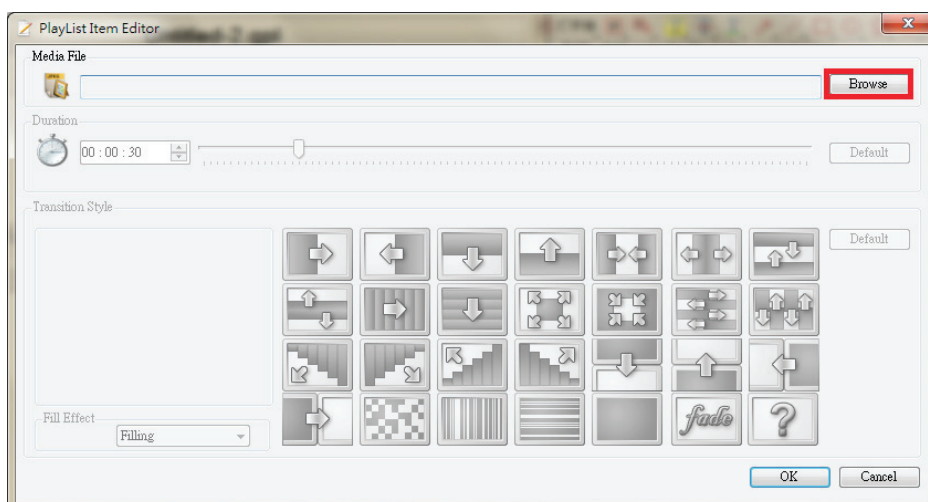 PlayList Item Editor
Media File
Browse
Duration
00 : 00 : 30
Default
Transition Style
Default
fade
?
Fill Effect
Filling
OK
Cancel